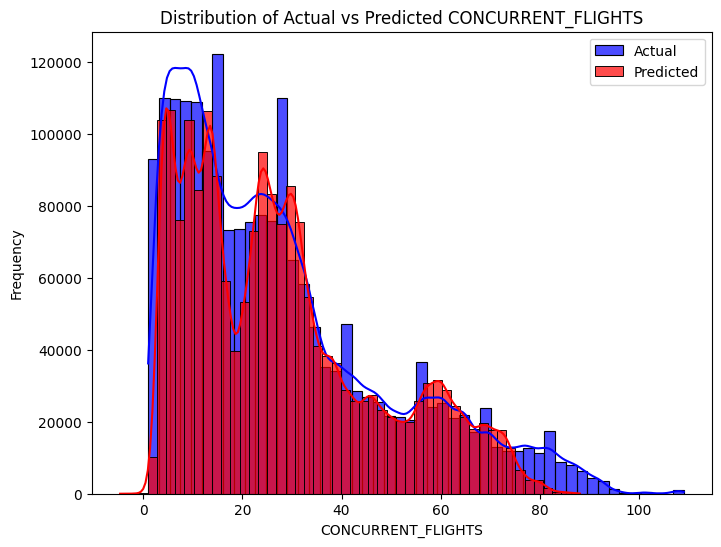 Distribution of Actual vs Predicted CONCURRENT_FLIGHTS
Actual
Predicted
Frequency
120000
100000
80000
60000
40000
20000
0
0 20 40 60 80 100
CONCURRENT_FLIGHTS